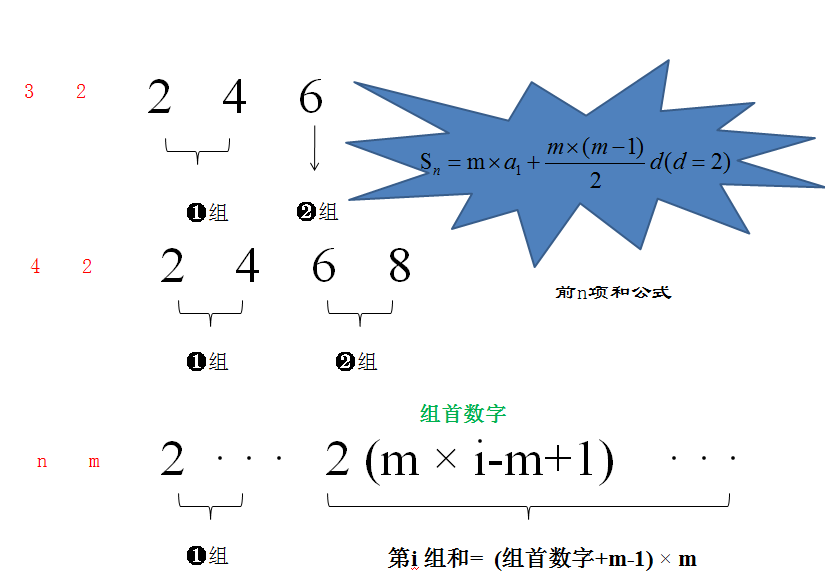 3 2 2 4 6
S_n = m × a_1 + \frac{m×(m−1)}{2} d(d = 2)
❶组 ❷组
4 2 2 4 6 8
前n项和公式
❶组 ❷组
组首数字
n m 2 · · · 2 (m × i-m+1) · · ·
❶组 第i 组和= (组首数字+m-1) × m